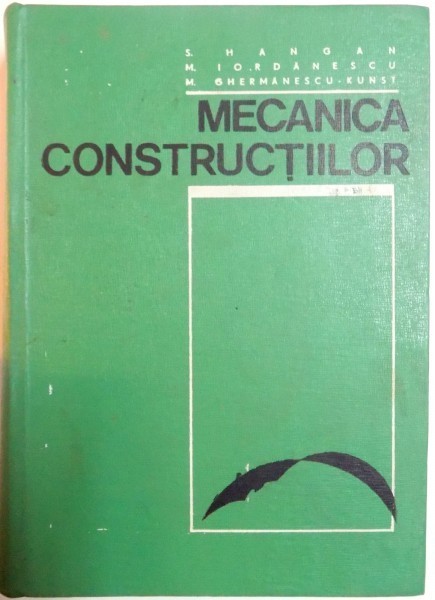 S. HANGAN
M. IORDĂNESCU
M. GHERMĂNESCU-KUNST
MECANICA
CONSTRUCȚIILOR